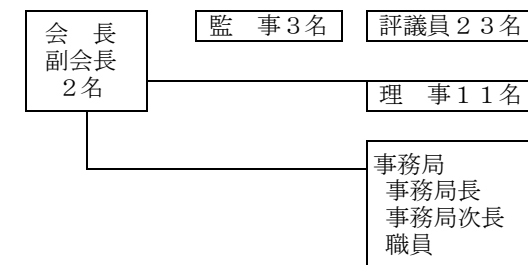 会　長
副会長
２名
監　事３名
評議員２３名
理　事１１名
事務局
事務局長
事務局次長
職員